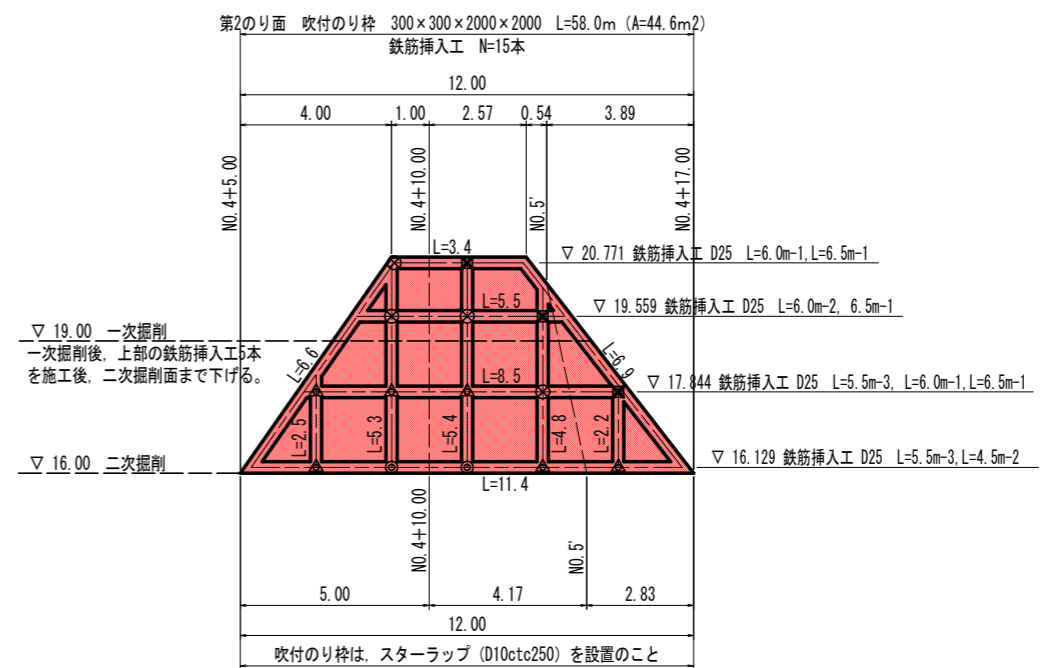 第2のり面 吹付のり枠 300×300×2000×2000 L=58.0m (A=44.6m2)
鉄筋挿入工 N=15本
12.00
4.00 1.00 2.57 0.54 3.89
NO.4+5.00
NO.4+10.00
NO.5'
NO.4+17.00
L=3.4
▽ 20.771 鉄筋挿入工 D25 L=6.0m-1,L=6.5m-1
L=5.5
▽ 19.559 鉄筋挿入工 D25 L=6.0m-2, 6.5m-1
▽ 19.00 一次掘削
一次掘削後, 上部の鉄筋挿入工5本
を施工後, 二次掘削面まで下げる。
L=6.6
L=6.9
L=8.5
▽ 17.844 鉄筋挿入工 D25 L=5.5m-3, L=6.0m-1,L=6.5m-1
L=2.5
L=5.3
L=5.4
L=4.8
L=2.2
▽ 16.00 二次掘削
▽ 16.129 鉄筋挿入工 D25 L=5.5m-3,L=4.5m-2
L=11.4
NO.4+10.00
NO.5'
5.00 4.17 2.83
12.00
吹付のり枠は, スターラップ (D10ctc250) を設置のこと